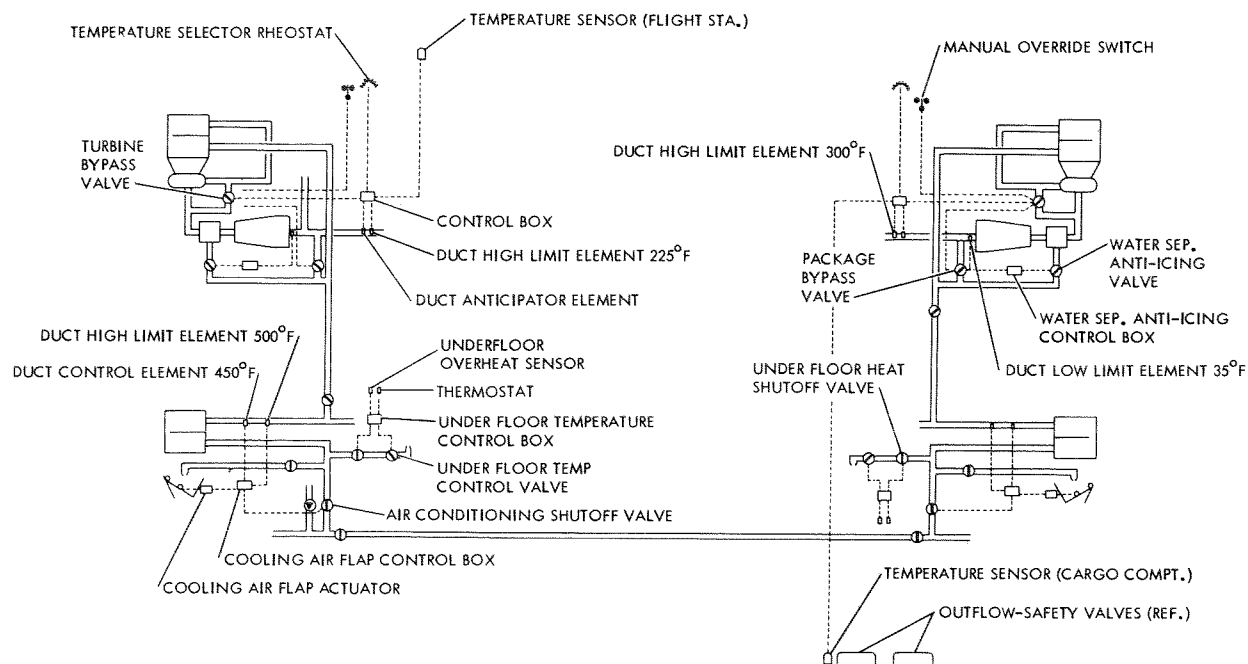 TEMPERATURE SENSOR (FLIGHT STA.)
TEMPERATURE SELECTOR RHEOSTAT
MANUAL OVERRIDE SWITCH
TURBINE
BYPASS
VALVE
DUCT HIGH LIMIT ELEMENT 300°F
CONTROL BOX
DUCT HIGH LIMIT ELEMENT 225°F
DUCT ANTICIPATOR ELEMENT
PACKAGE
BYPASS
VALVE
WATER SEP.
ANTI-ICING
VALVE
WATER SEP. ANTI-ICING
CONTROL BOX
DUCT LOW LIMIT ELEMENT 35°F
DUCT HIGH LIMIT ELEMENT 500°F
DUCT CONTROL ELEMENT 450°F
UNDERFLOOR
OVERHEAT SENSOR
THERMOSTAT
UNDER FLOOR TEMPERATURE
CONTROL BOX
UNDER FLOOR TEMP
CONTROL VALVE
UNDER FLOOR HEAT
SHUTOFF VALVE
AIR CONDITIONING SHUTOFF VALVE
COOLING AIR FLAP CONTROL BOX
COOLING AIR FLAP ACTUATOR
TEMPERATURE SENSOR (CARGO COMPT.)
OUTFLOW-SAFETY VALVES (REF.)